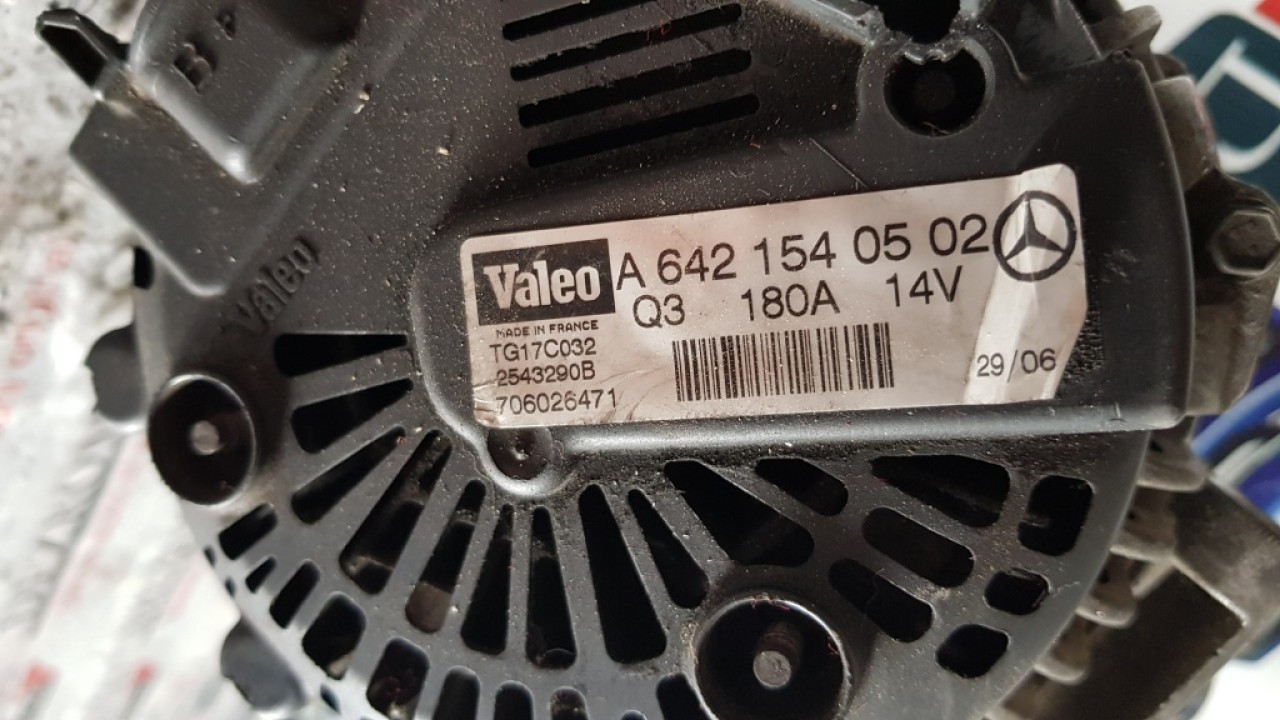 B+
Valeo
Valeo A 642 154 05 02
Q3 180A 14V
MADE IN FRANCE
TG17C032
2543290B
706026471
29/06